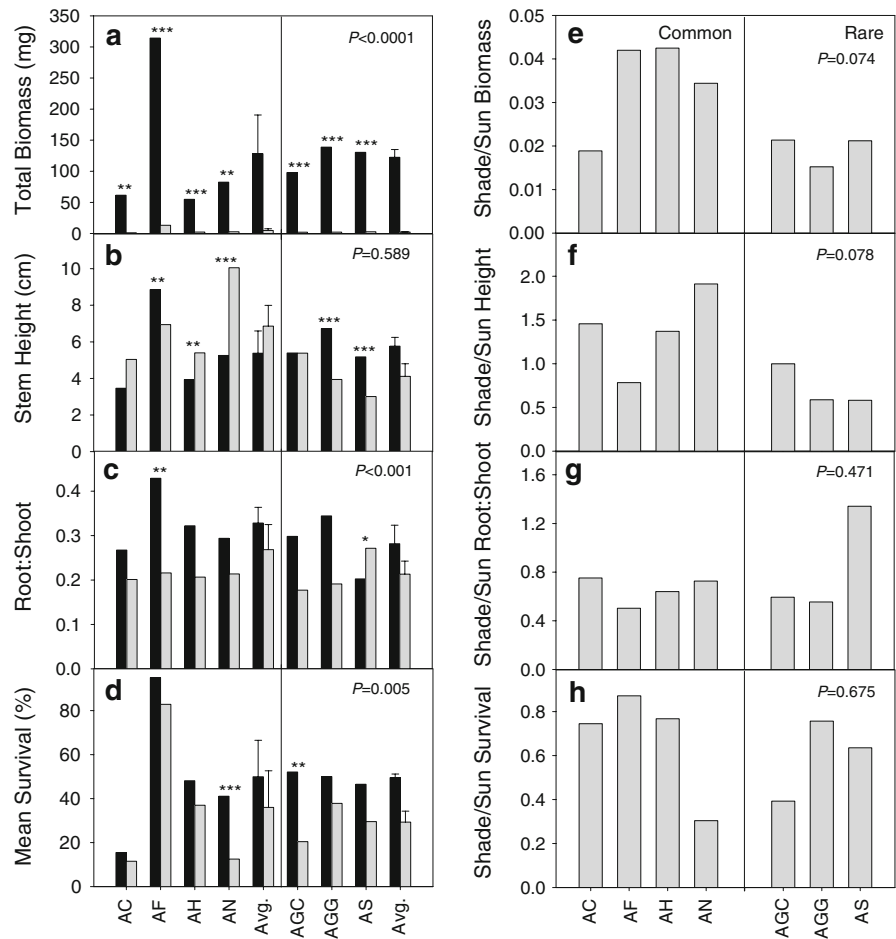 a
P<0.0001
***
**
***
**
***
***
***
350
300
250
200
150
100
50
0
Total Biomass (mg)
b
P=0.589
**
**
***
***
***
10
8
6
4
2
0
Stem Height (cm)
c
P<0.001
**
*
0.4
0.3
0.2
0.1
0.0
Root:Shoot
d
P=0.005
***
**
80
60
40
20
0
Mean Survival (%)
AC AF AH AN Avg. AGC AGG AS Avg.
e
Common
Rare
P=0.074
0.05
0.04
0.03
0.02
0.01
0.00
Shade/Sun Biomass
f
P=0.078
2.0
1.5
1.0
0.5
0.0
Shade/Sun Height
g
P=0.471
1.6
1.2
0.8
0.4
0.0
Shade/Sun Root:Shoot
h
P=0.675
0.8
0.6
0.4
0.2
0.0
Shade/Sun Survival
AC AF AH AN AGC AGG AS